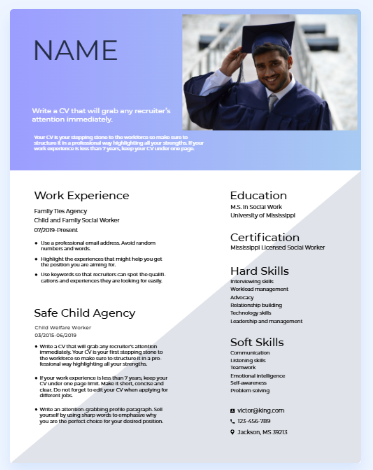 NAME
Write a CV that will grab any recruiter's
attention immediately.
Your CV is your stepping stone to the workforce so make sure to
structure it in a professional way highlighting all your strengths. If your
work experience is less than 7 years, keep your CV under one page.
Work Experience
Family Ties Agency
Child and Family Social Worker
07/2019-Present
Use a professional email address. Avoid random
numbers and words.
Highlight the experiences that might help you get
the position you are aiming for.
Use keywords so that recruiters can spot the qualifi-
cations and experiences they are looking for easily.
Safe Child Agency
Child Welfare Worker
03/2015-06/2019
Write a CV that will grab any recruiter's attention
immediately. Your CV is your first stepping stone to
the workforce so make sure to structure it in a pro-
fessional way highlighting all your strengths.
If your work experience is less than 7 years, keep your
CV under one page limit. Make it short, concise and
clear. Do not forget to edit your CV when applying for
different jobs.
Write an attention-grabbing profile paragraph. Sell
yourself by using sharp words to emphasise why
you are the perfect choice for your desired position.
Education
M.S. in Social Work
University of Mississippi
Certification
Mississippi Licensed Social Worker
Hard Skills
Interviewing skills
Workload management
Advocacy
Relationship building
Technology skills
Leadership and management
Soft Skills
Communication
Listening skills
Teamwork
Emotional intelligence
Self-awareness
Problem solving
victor@king.com
123-456-789
Jackson, MS 39213